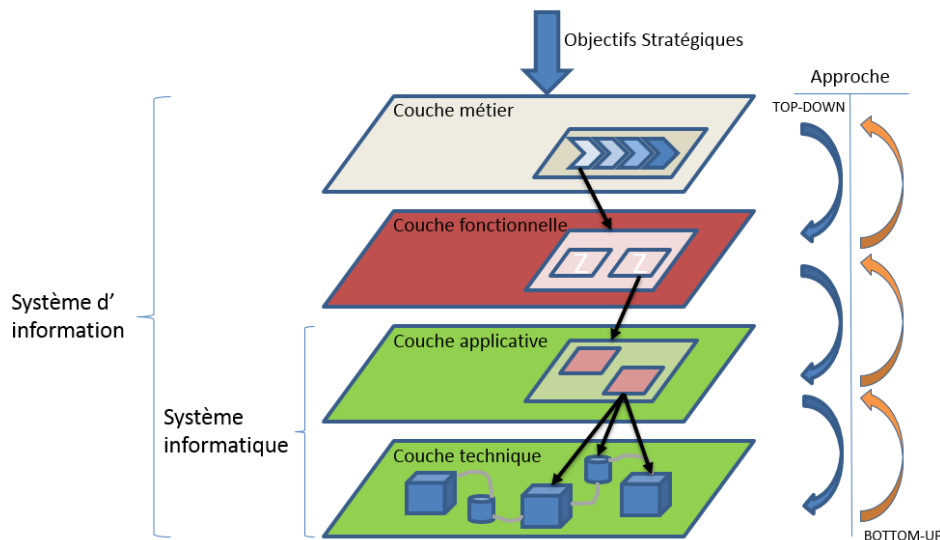 Objectifs Stratégiques
Approche
TOP-DOWN
Couche métier
Couche fonctionnelle
Z Z
Système d'
information
Couche applicative
Système
informatique
Couche technique
BOTTOM-UP